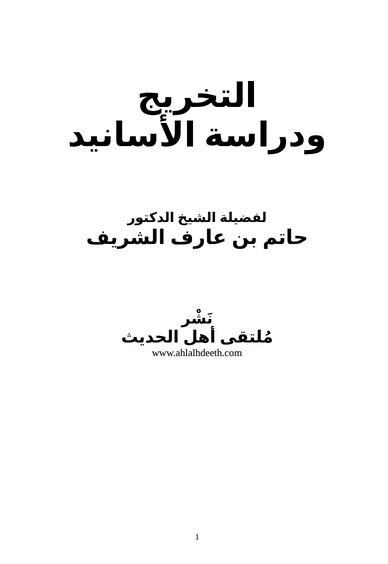 التخريج
ودراسة الأسانيد
لفضيلة الشيخ الدكتور
حاتم بن عارف الشريف
نَشْر
مُلتقى أهل الحديث
www.ahlalhdeeth.com
1